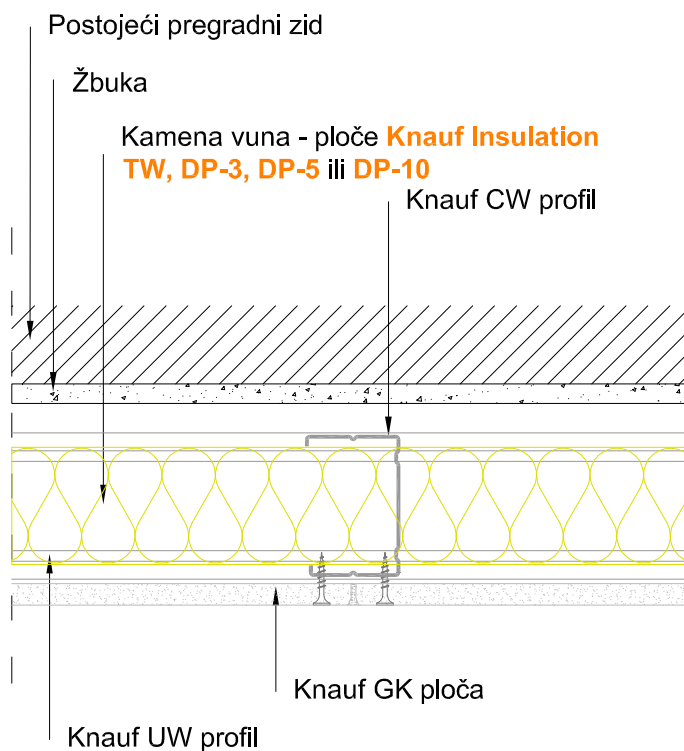 Postojeći pregradni zid
Žbuka
Kamena vuna - ploče Knauf Insulation
TW, DP-3, DP-5 ili DP-10
Knauf CW profil
Knauf GK ploča
Knauf UW profil